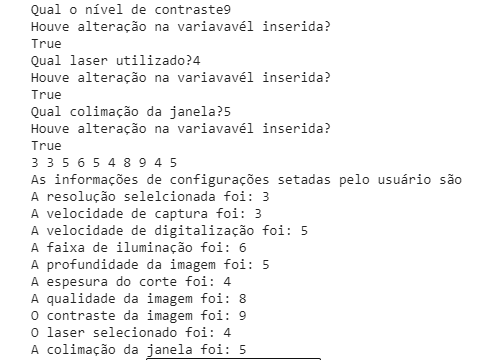 Qual o nível de contraste9
Houve alteração na variavavél inserida?
True
Qual laser utilizado?4
Houve alteração na variavavél inserida?
True
Qual colimação da janela?5
Houve alteração na variavavél inserida?
True
3 3 5 6 5 4 8 9 4 5
As informações de configurações setadas pelo usuário são
A resolução selelcionada foi: 3
A velocidade de captura foi: 3
A velocidade de digitalização foi: 5
A faixa de iluminação foi: 6
A profundidade da imagem foi: 5
A espesura do corte foi: 4
A qualidade da imagem foi: 8
O contraste da imagem foi: 9
O laser selecionado foi: 4
A colimação da janela foi: 5